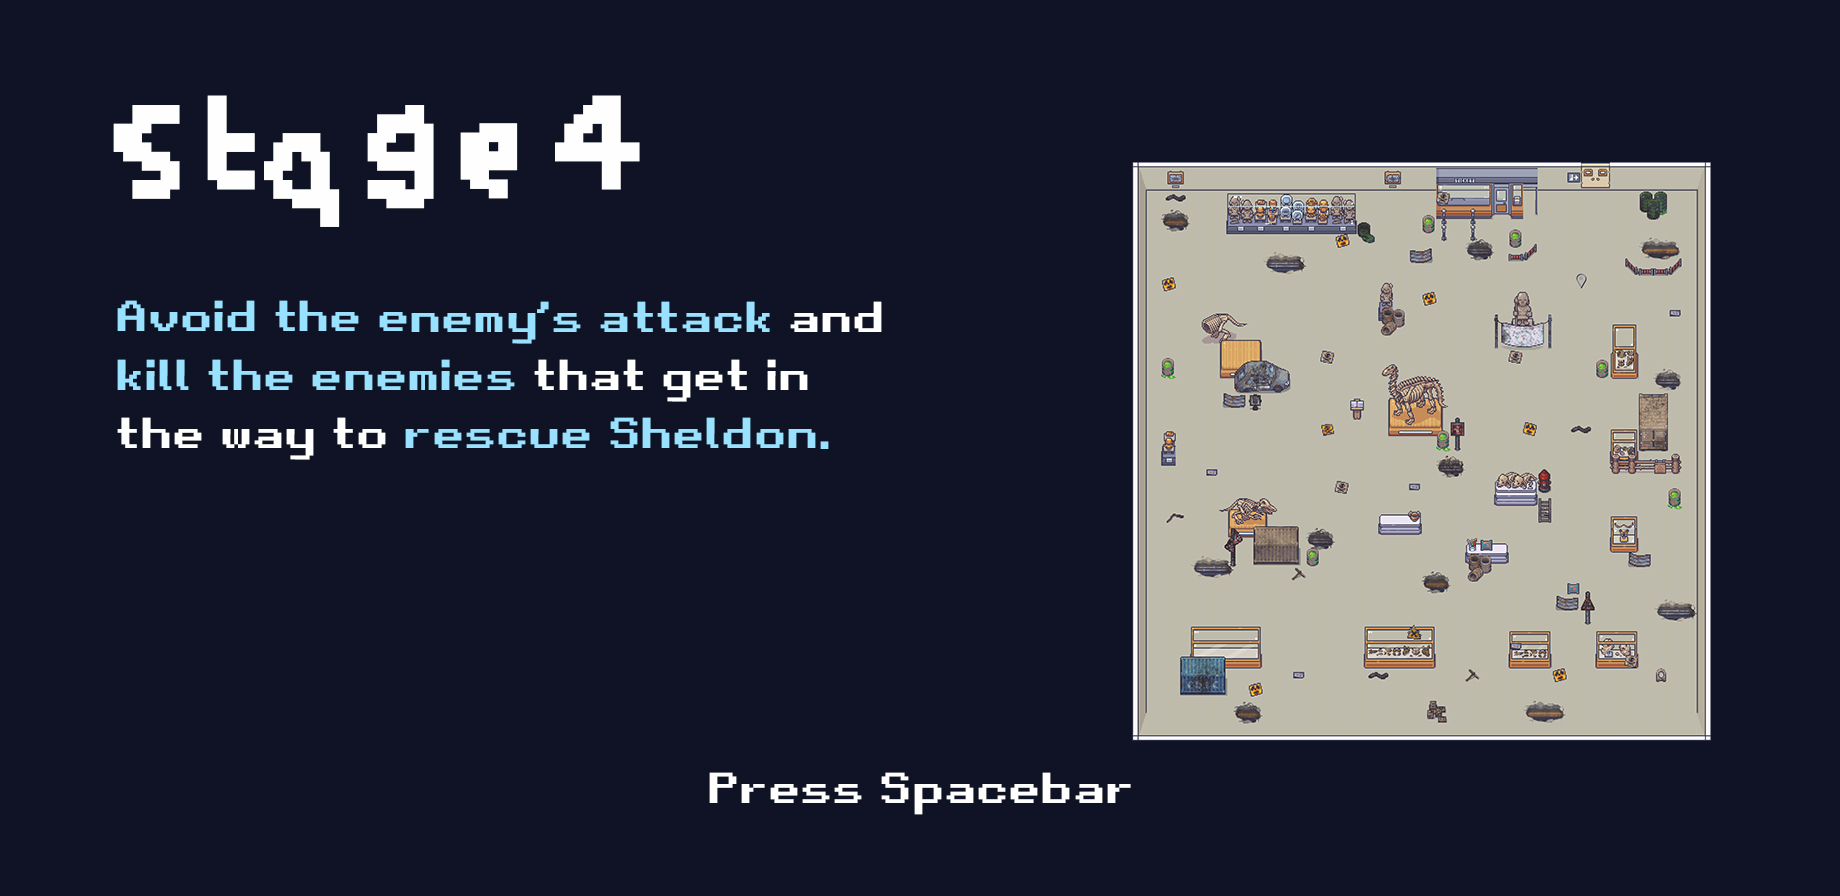 Stage 4
Avoid the enemy's attack and
kill the enemies that get in
the way to rescue Sheldon.
TICKET
Press Spacebar